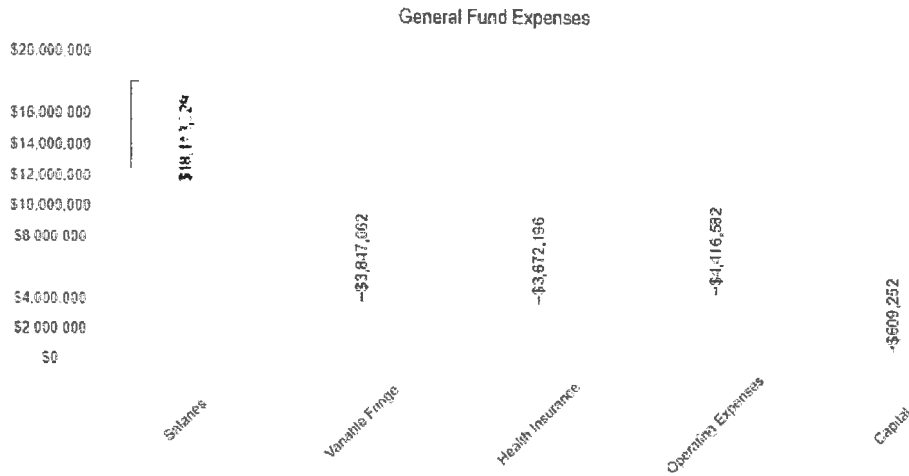 General Fund Expenses
$20,000,000
$16,000,000
$14,000,000
$12,000,000
$10,000,000
$8 000 000
$4,000,000
$2 000 000
$0
~$3,847,062
~$3,672,196
~$4,416,582
~$609,252
Salaries
Variable Fringe
Health Insurance
Operating Expenses
Capital